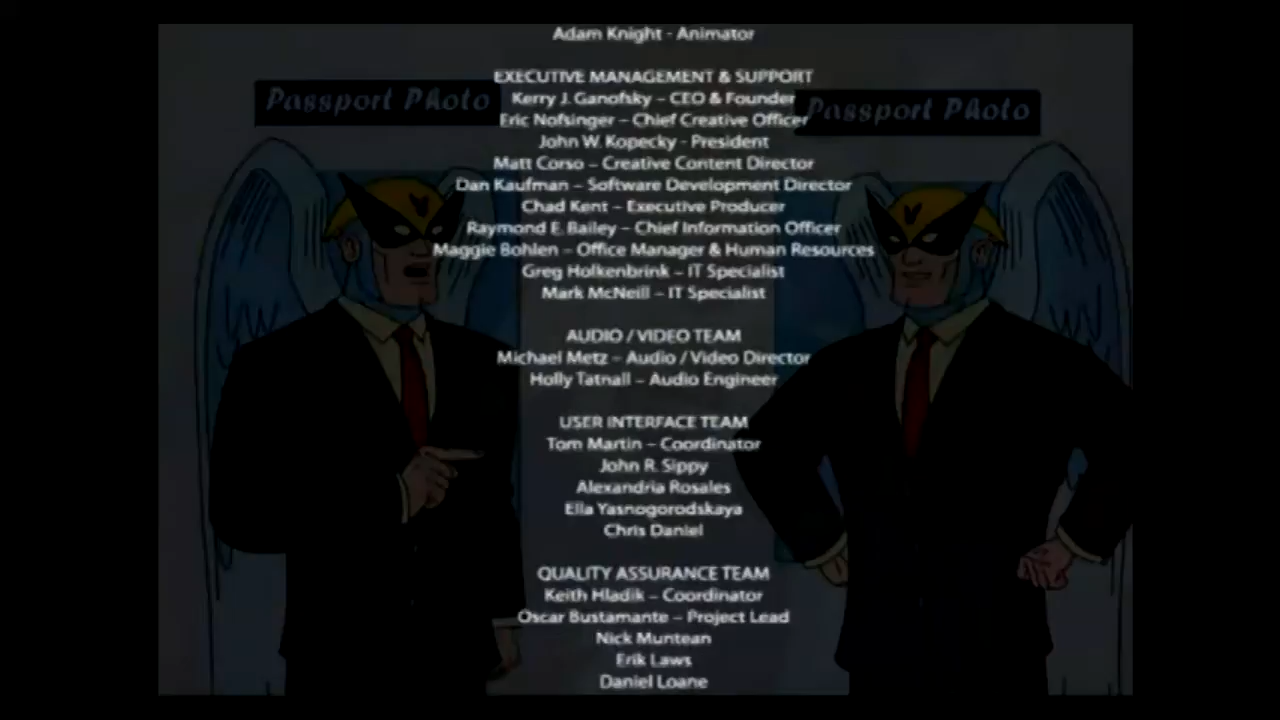 Adam Knight - Animator
EXECUTIVE MANAGEMENT & SUPPORT
Passport Photo
Kerry J. Ganofsky – CEO & Founder
Passport Photo
Eric Nofsinger – Chief Creative Officer
John W. Kopecky - President
Matt Corso – Creative Content Director
Dan Kaufman – Software Development Director
Chad Kent – Executive Producer
Raymond E. Bailey – Chief Information Officer
Maggie Bohlen – Office Manager & Human Resources
Greg Holkenbrink – IT Specialist
Mark McNeill – IT Specialist
AUDIO / VIDEO TEAM
Michael Metz – Audio / Video Director
Holly Tatnall – Audio Engineer
USER INTERFACE TEAM
Tom Martin – Coordinator
John R. Sippy
Alexandria Rosales
Ella Yasnogorodskaya
Chris Daniel
QUALITY ASSURANCE TEAM
Keith Hladik – Coordinator
Oscar Bustamante – Project Lead
Nick Muntean
Erik Laws
Daniel Loane